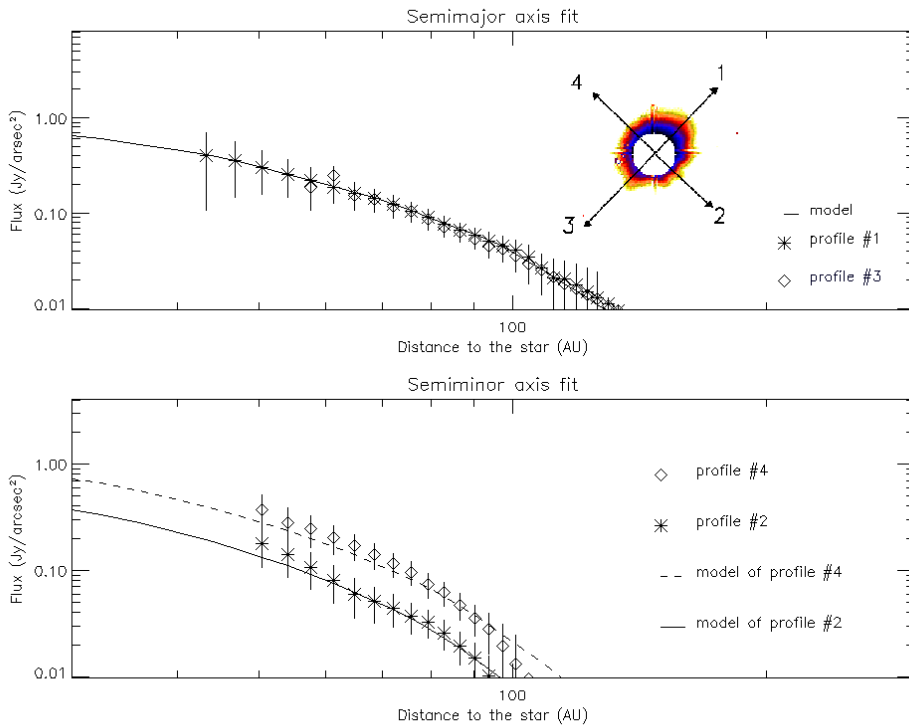 Semimajor axis fit
1.00
0.10
0.01
Flux (Jy/arsec²)
4
1
3
2
model
profile #1
profile #3
100
Distance to the star (AU)
Semiminor axis fit
1.00
0.10
0.01
Flux (Jy/arcsec²)
profile #4
profile #2
model of profile #4
model of profile #2
100
Distance to the star (AU)